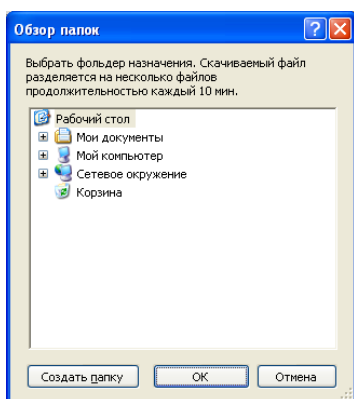 Обзор папок
Выбрать фольдер назначения. Скачиваемый файл
разделяется на несколько файлов
продолжительностью каждый 10 мин.
Рабочий стол
Мои документы
Мой компьютер
Сетевое окружение
Корзина
Создать папку
OK
Отмена